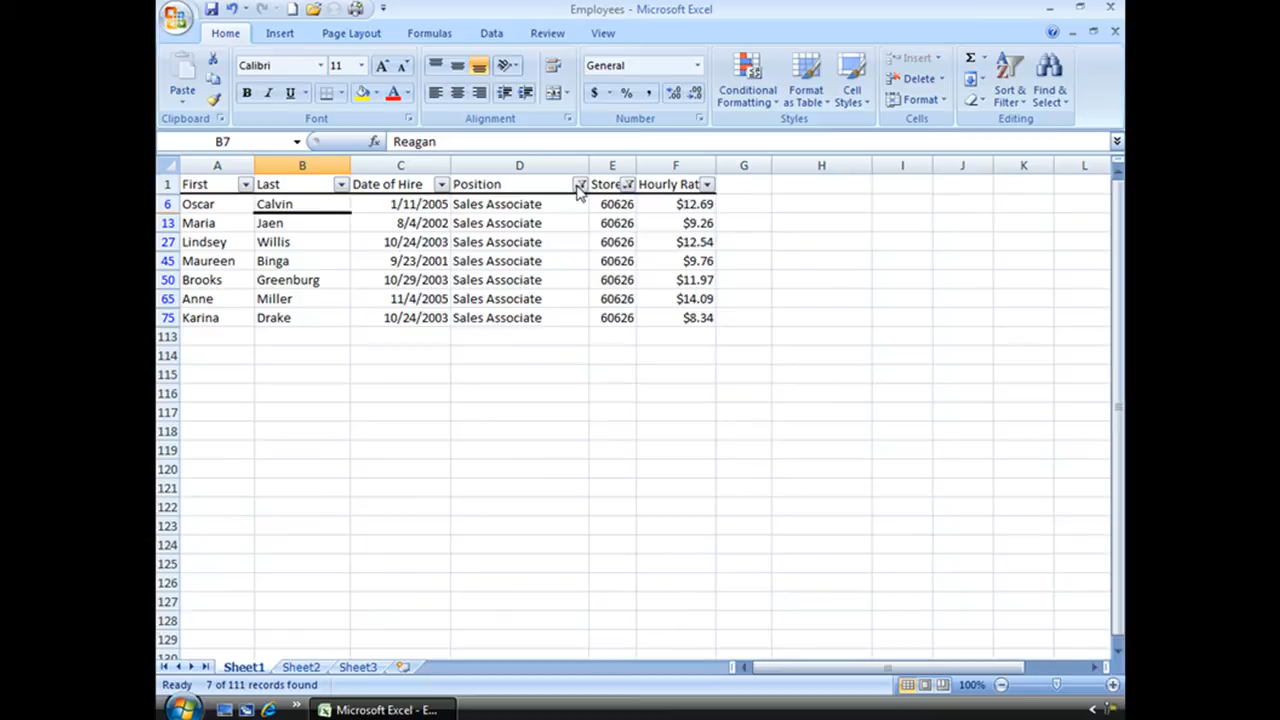 Employees - Microsoft Excel
Home Insert Page Layout Formulas Data Review View
Calibri 11 General Insert Σ
Paste B I U A $ % , Conditional Formatting Format as Table Cell Styles Delete Format Sort & Filter Find & Select
Clipboard Font Alignment Number Styles Cells Editing
B7 fx Reagan
A B C D E F G H I J K L
1 First Last Date of Hire Position Store Hourly Rat
6 Oscar Calvin 1/11/2005 Sales Associate 60626 $12.69
13 Maria Jaen 8/4/2002 Sales Associate 60626 $9.26
27 Lindsey Willis 10/24/2003 Sales Associate 60626 $12.54
45 Maureen Binga 9/23/2001 Sales Associate 60626 $9.76
50 Brooks Greenburg 10/29/2003 Sales Associate 60626 $11.97
65 Anne Miller 11/4/2005 Sales Associate 60626 $14.09
75 Karina Drake 10/24/2003 Sales Associate 60626 $8.34
113
114
115
116
117
118
119
120
121
122
123
124
125
126
127
128
129
130
Sheet1 Sheet2 Sheet3
Ready 7 of 111 records found 100%
Microsoft Excel - E...